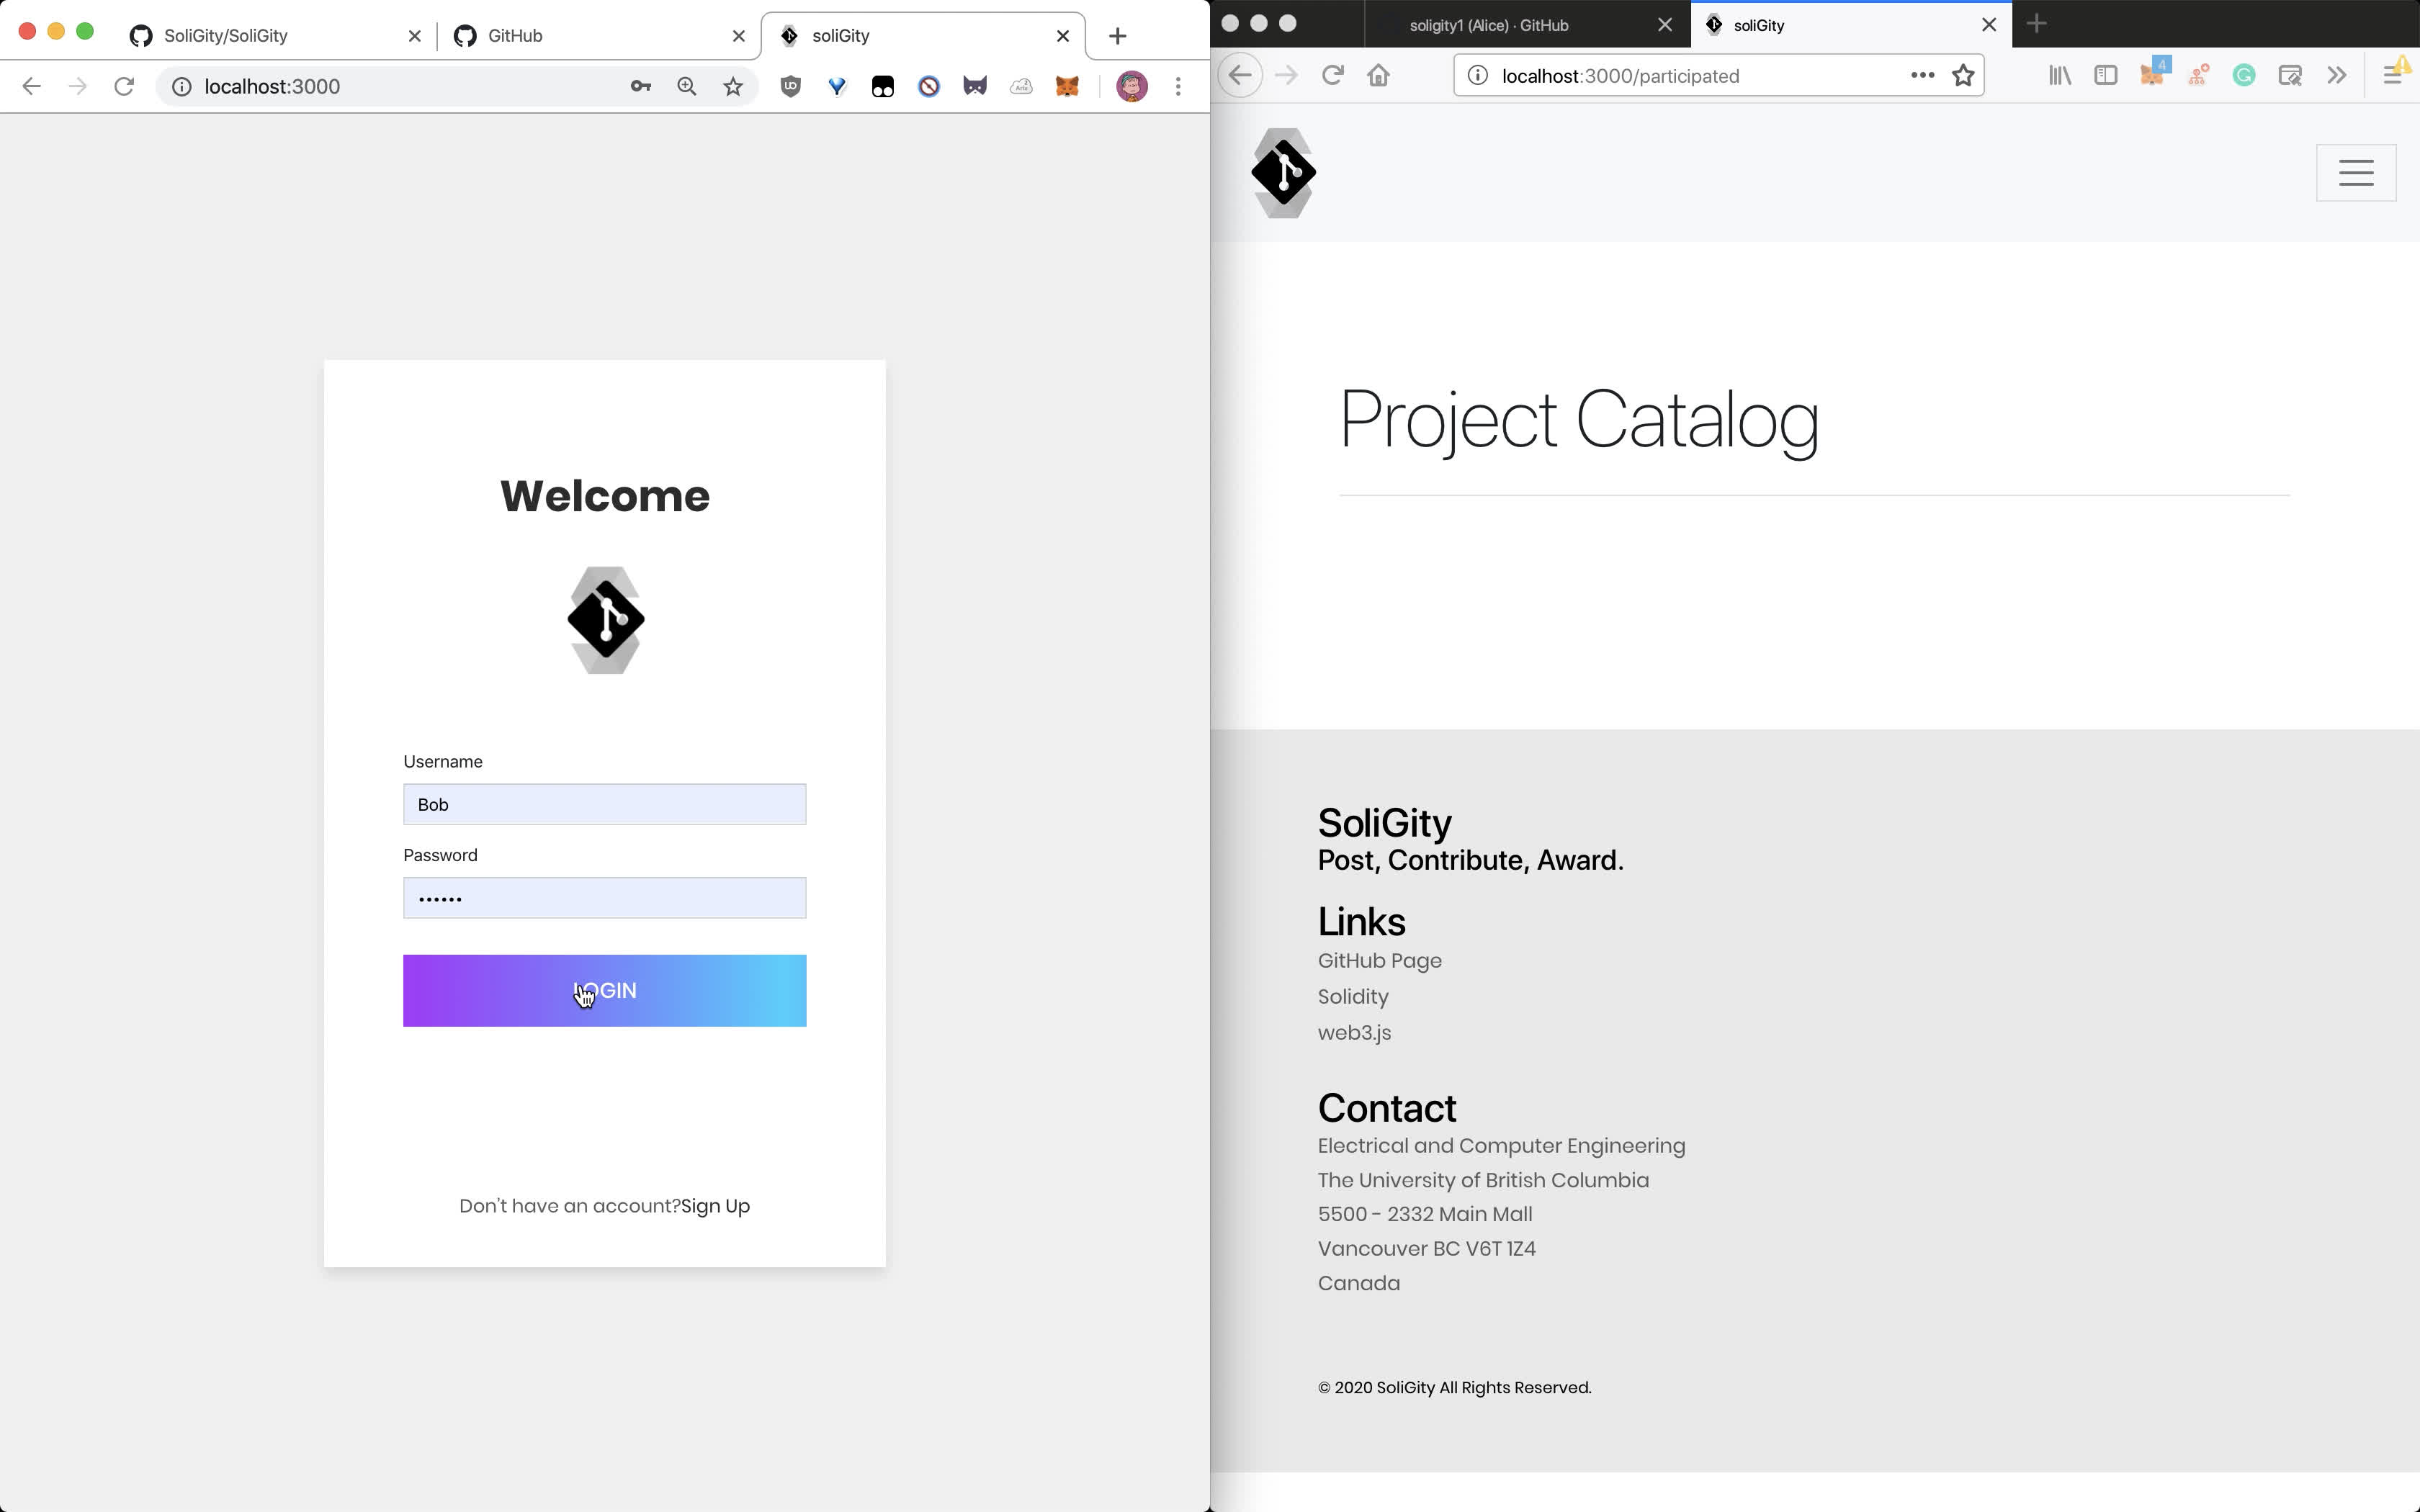 SoliGity/SoliGity
GitHub
soliGity
localhost:3000
Welcome
Username
Bob
Password
••••••
LOGIN
Don't have an account?Sign Up
soligity1 (Alice) · GitHub
soliGity
localhost:3000/participated
4
Project Catalog
SoliGity
Post, Contribute, Award.
Links
GitHub Page
Solidity
web3.js
Contact
Electrical and Computer Engineering
The University of British Columbia
5500 - 2332 Main Mall
Vancouver BC V6T 1Z4
Canada
© 2020 SoliGity All Rights Reserved.